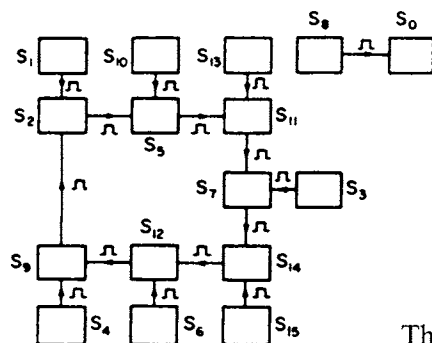 S₁ S₁₀ S₁₃ S₈ S₀
S₂ S₅ S₁₁
S₇ S₃
S₉ S₁₂ S₁₄
S₄ S₆ S₁₅
Th